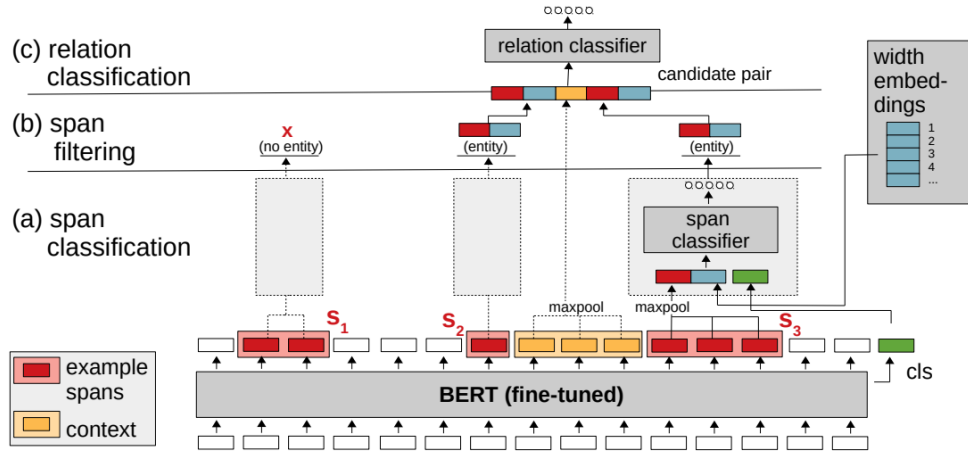 (c) relation
classification
relation classifier
candidate pair
width
embed-
dings
1
2
3
4
...
(b) span
filtering
x
(no entity)
(entity)
(entity)
(a) span
classification
span
classifier
maxpool
maxpool
s1
s2
s3
example
spans
context
BERT (fine-tuned)
cls